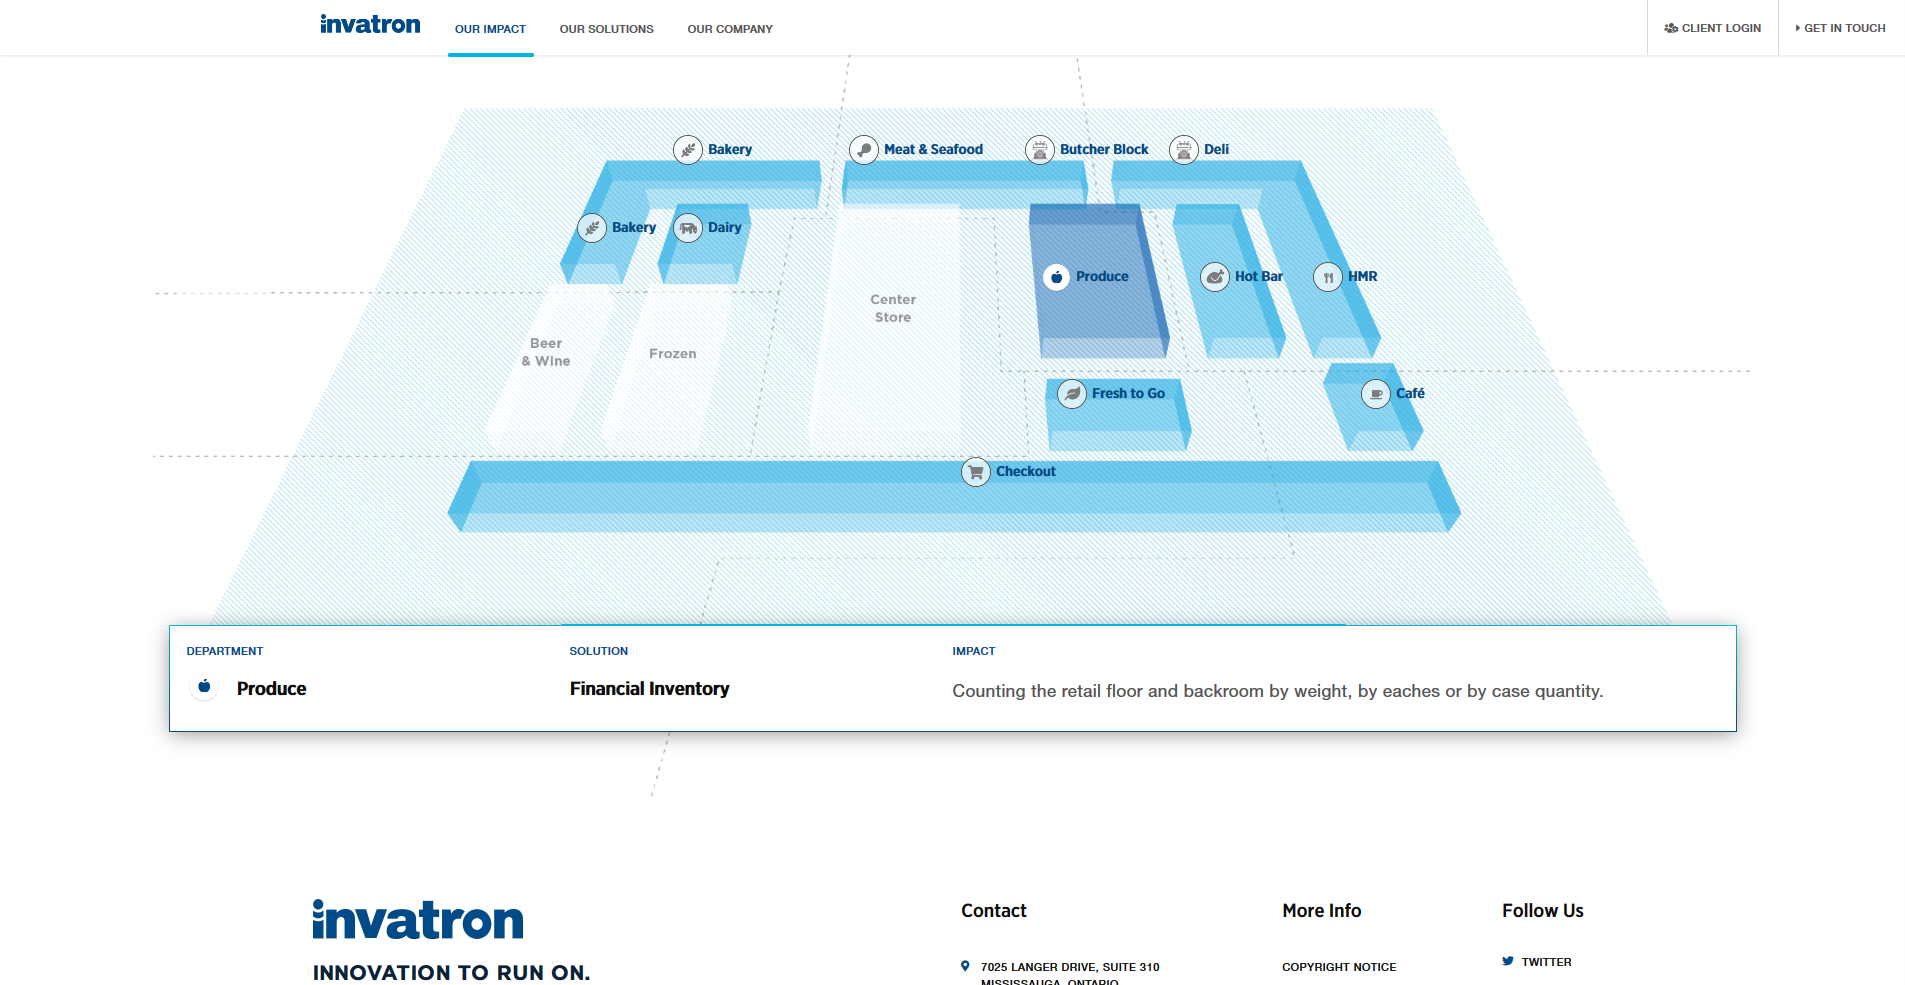 invatron
OUR IMPACT
OUR SOLUTIONS
OUR COMPANY
CLIENT LOGIN
GET IN TOUCH
Bakery
Meat & Seafood
Butcher Block
Deli
Bakery
Dairy
Produce
Hot Bar
HMR
Center
Store
Beer
& Wine
Frozen
Fresh to Go
Café
Checkout
DEPARTMENT
SOLUTION
IMPACT
Produce
Financial Inventory
Counting the retail floor and backroom by weight, by eaches or by case quantity.
invatron
INNOVATION TO RUN ON.
Contact
More Info
Follow Us
7025 LANGER DRIVE, SUITE 310
MISSISSAUGA, ONTARIO
COPYRIGHT NOTICE
TWITTER